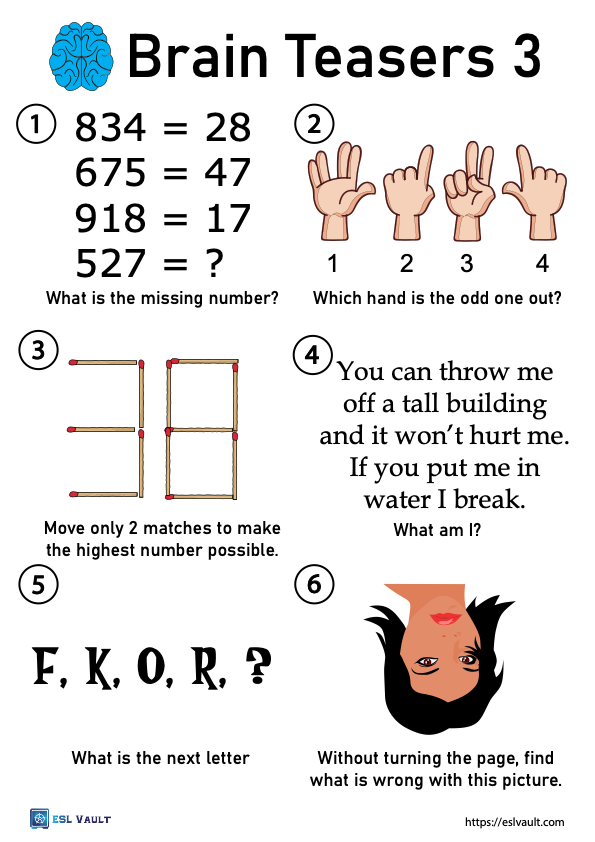 Brain Teasers 3
1
834 = 28
675 = 47
918 = 17
527 = ?
What is the missing number?
2
1 2 3 4
Which hand is the odd one out?
3
38
Move only 2 matches to make
the highest number possible.
4
You can throw me
off a tall building
and it won't hurt me.
If you put me in
water I break.
What am I?
5
F, K, O, R, ?
What is the next letter
6
Without turning the page, find
what is wrong with this picture.
ESL VAULT
https://eslvault.com